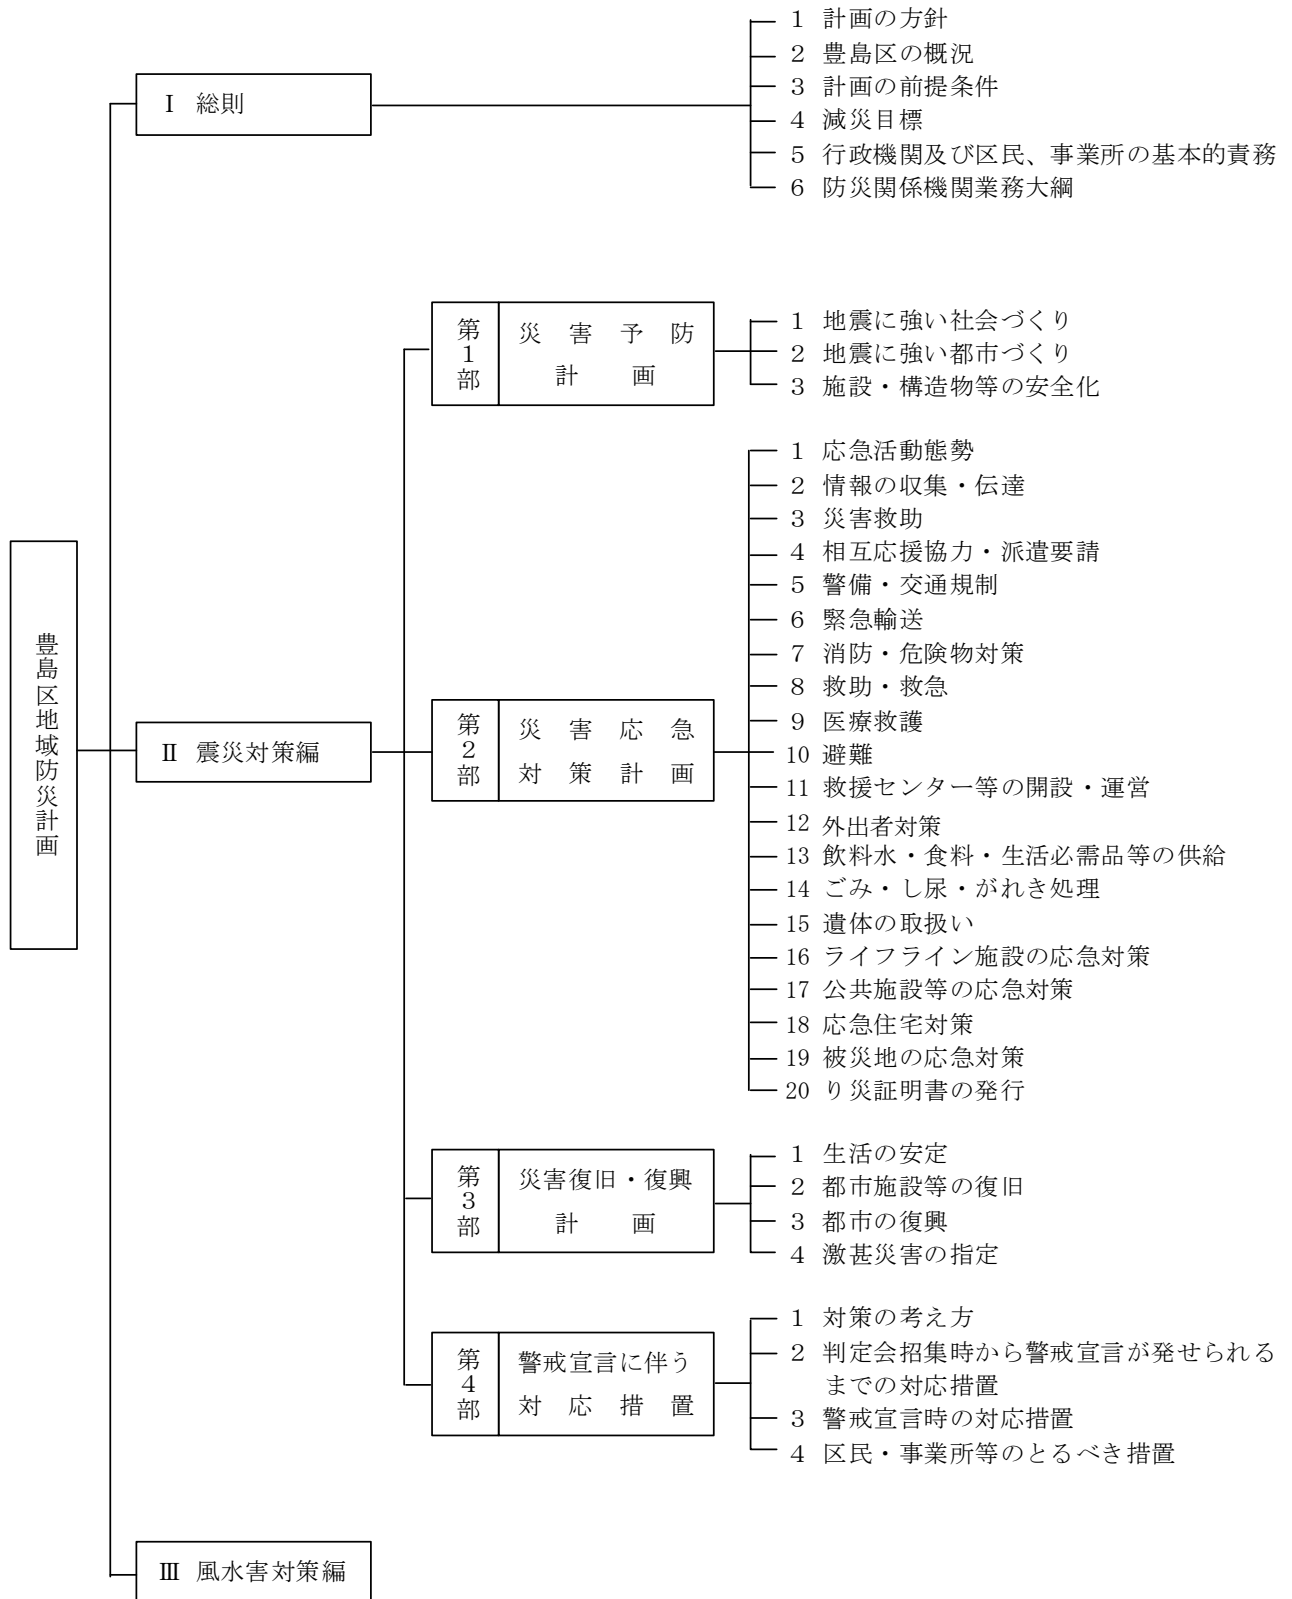 豊島区地域防災計画
Ⅰ 総則
1 計画の方針
2 豊島区の概況
3 計画の前提条件
4 減災目標
5 行政機関及び区民、事業所の基本的責務
6 防災関係機関業務大綱
Ⅱ 震災対策編
第1部
災害予防
計画
1 地震に強い社会づくり
2 地震に強い都市づくり
3 施設・構造物等の安全化
第2部
災害応急
対策計画
1 応急活動態勢
2 情報の収集・伝達
3 災害救助
4 相互応援協力・派遣要請
5 警備・交通規制
6 緊急輸送
7 消防・危険物対策
8 救助・救急
9 医療救護
10 避難
11 救援センター等の開設・運営
12 外出者対策
13 飲料水・食料・生活必需品等の供給
14 ごみ・し尿・がれき処理
15 遺体の取扱い
16 ライフライン施設の応急対策
17 公共施設等の応急対策
18 応急住宅対策
19 被災地の応急対策
20 り災証明書の発行
第3部
災害復旧・復興
計画
1 生活の安定
2 都市施設等の復旧
3 都市の復興
4 激甚災害の指定
第4部
警戒宣言に伴う
対応措置
1 対策の考え方
2 判定会招集時から警戒宣言が発せられる
までの対応措置
3 警戒宣言時の対応措置
4 区民・事業所等のとるべき措置
Ⅲ 風水害対策編